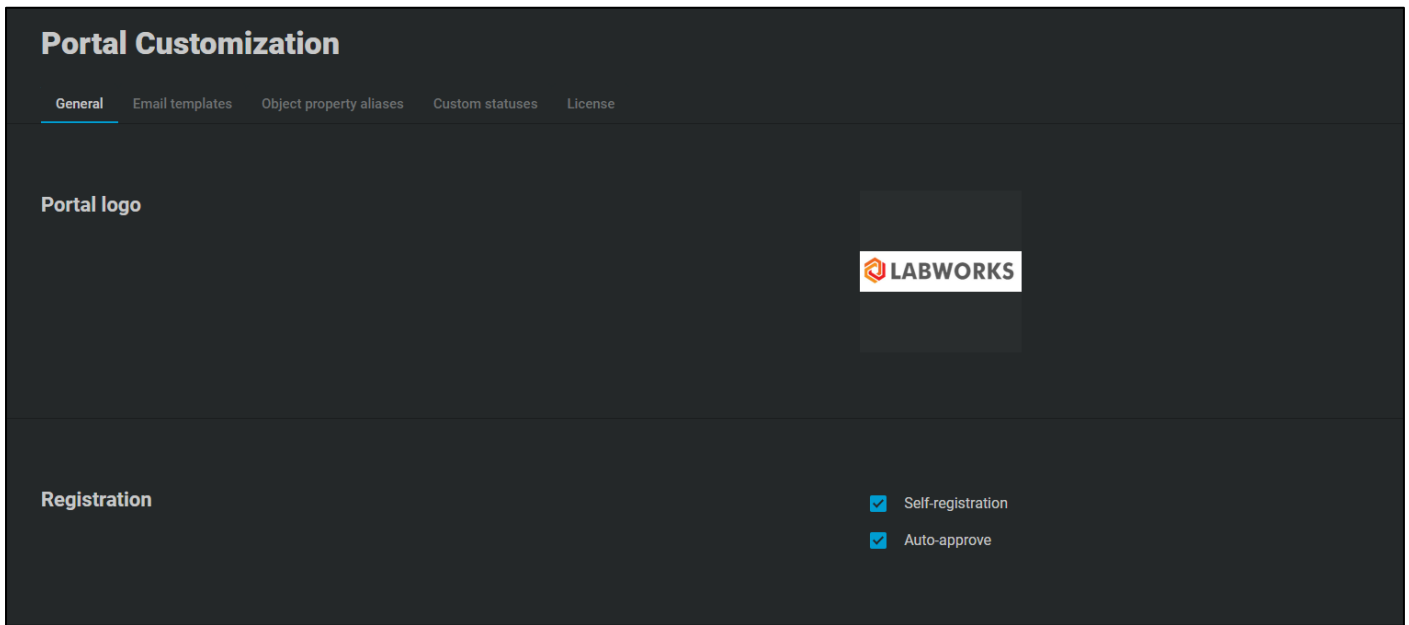 Portal Customization
General Email templates Object property aliases Custom statuses License
Portal logo
LABWORKS
Registration
Self-registration
Auto-approve